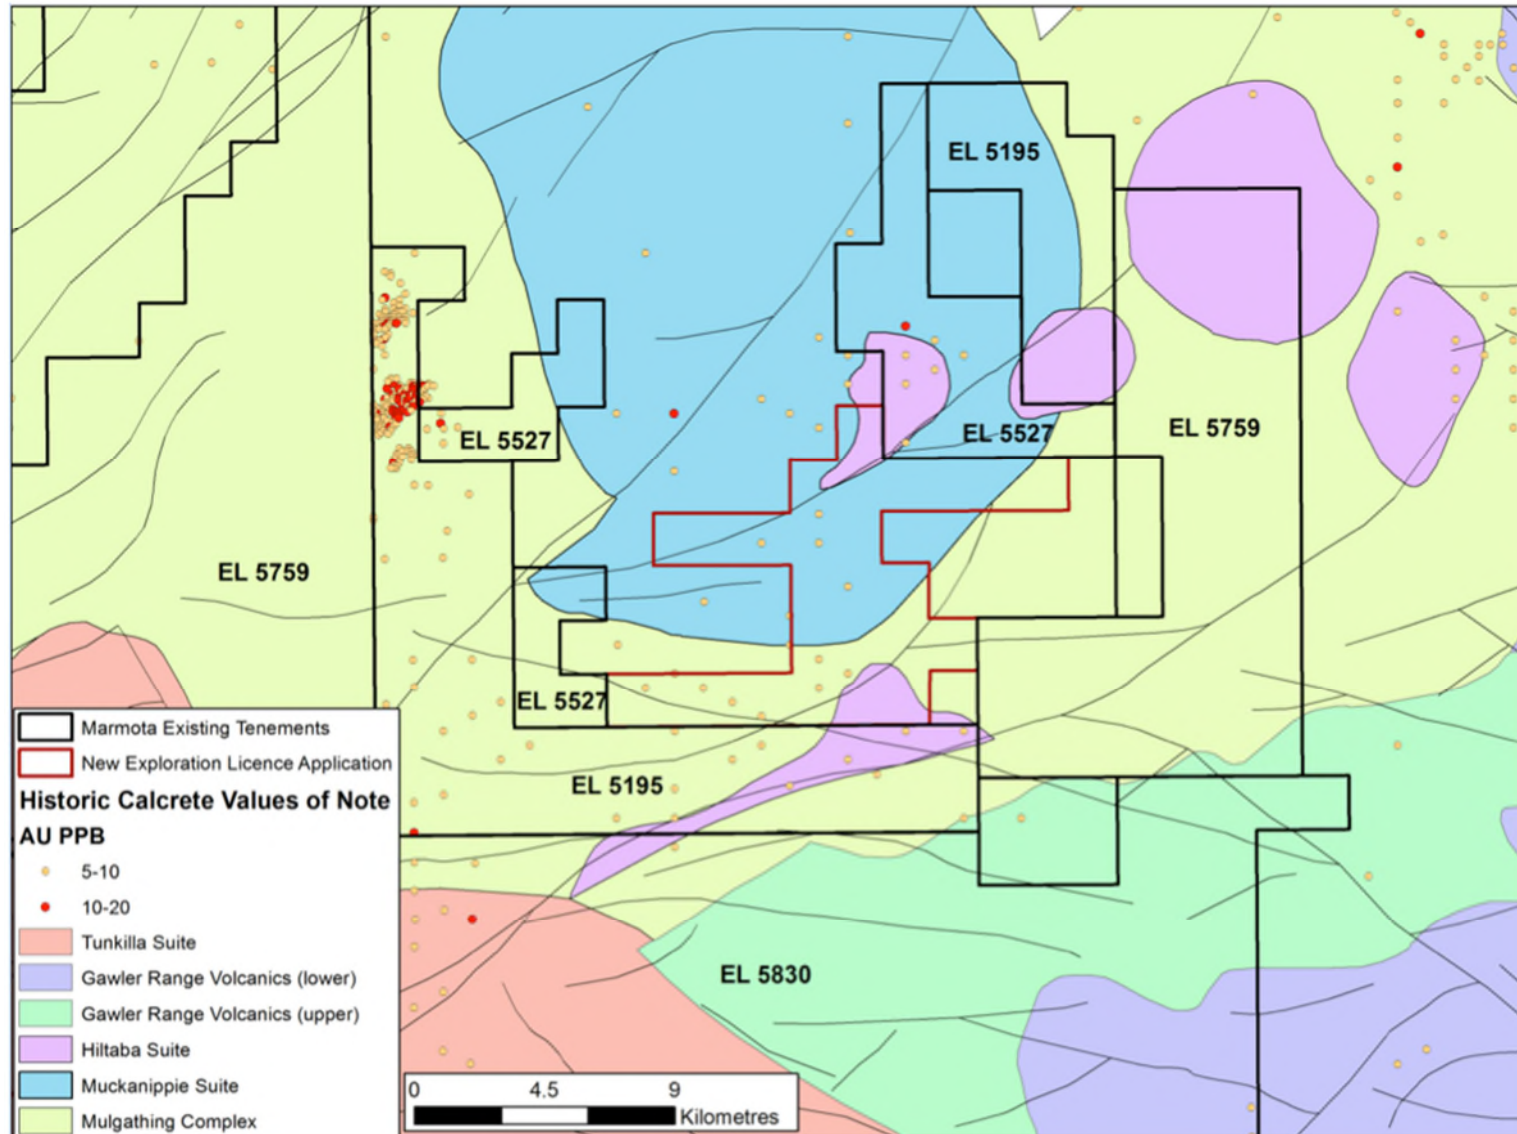 EL 5195
EL 5759
EL 5527
EL 5527
EL 5759
EL 5527
EL 5195
EL 5830
Marmota Existing Tenements
New Exploration Licence Application
Historic Calcrete Values of Note
AU PPB
5-10
10-20
Tunkilla Suite
Gawler Range Volcanics (lower)
Gawler Range Volcanics (upper)
Hiltaba Suite
Muckanippie Suite
Mulgathing Complex
0 4.5 9
Kilometres